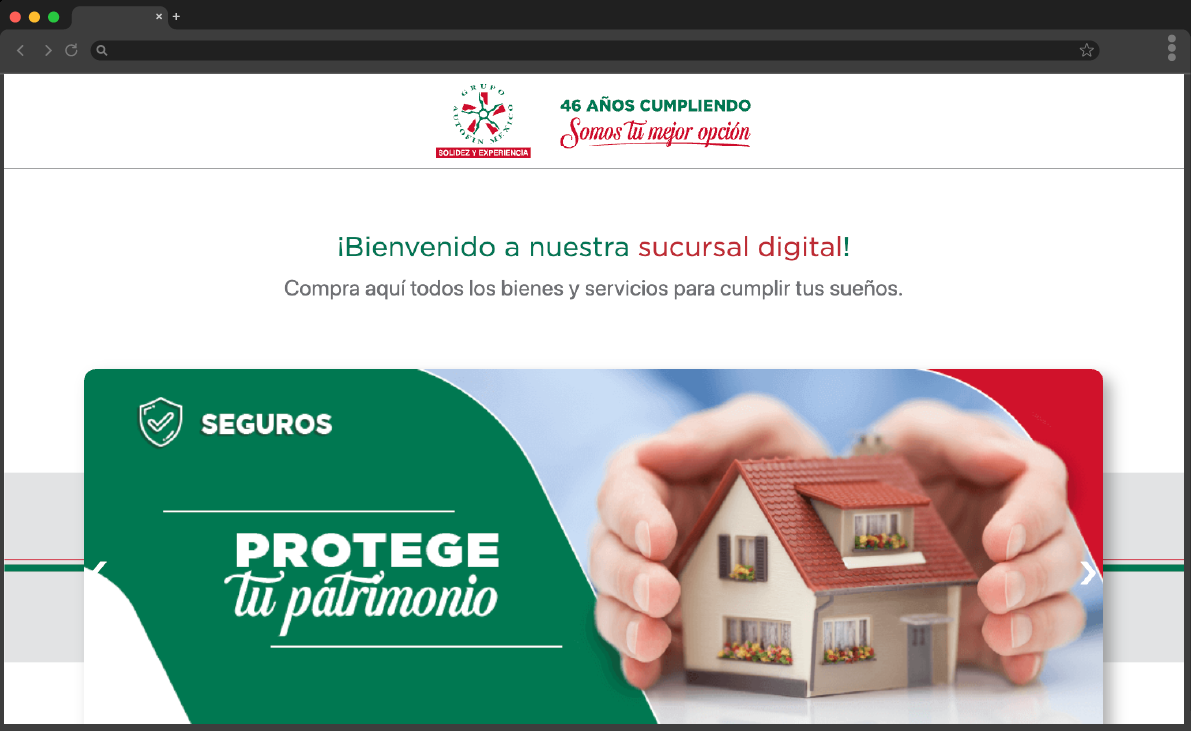 GRUPO
AUTOFIN MÉXICO
SOLIDEZ Y EXPERIENCIA
46 AÑOS CUMPLIENDO
Somos tu mejor opción
¡Bienvenido a nuestra sucursal digital!
Compra aquí todos los bienes y servicios para cumplir tus sueños.
SEGUROS
PROTEGE
tu patrimonio